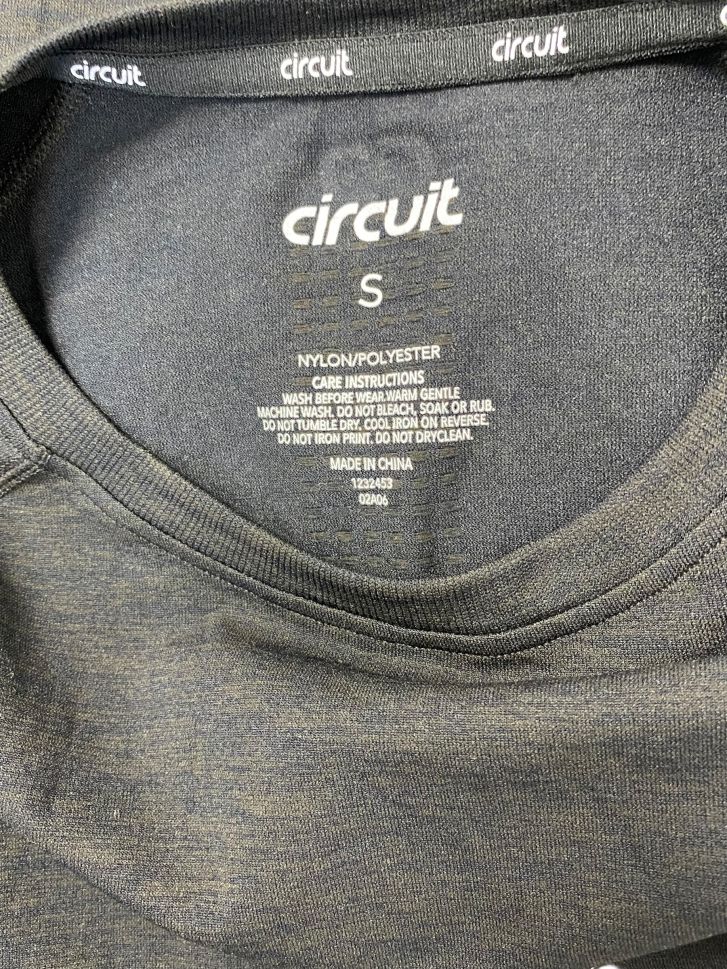 circuit circuit circuit
circuit
S
NYLON/POLYESTER
CARE INSTRUCTIONS
WASH BEFORE WEAR.WARM GENTLE
MACHINE WASH. DO NOT BLEACH, SOAK OR RUB.
DO NOT TUMBLE DRY. COOL IRON ON REVERSE.
DO NOT IRON PRINT. DO NOT DRYCLEAN.
MADE IN CHINA
1232453
02A06